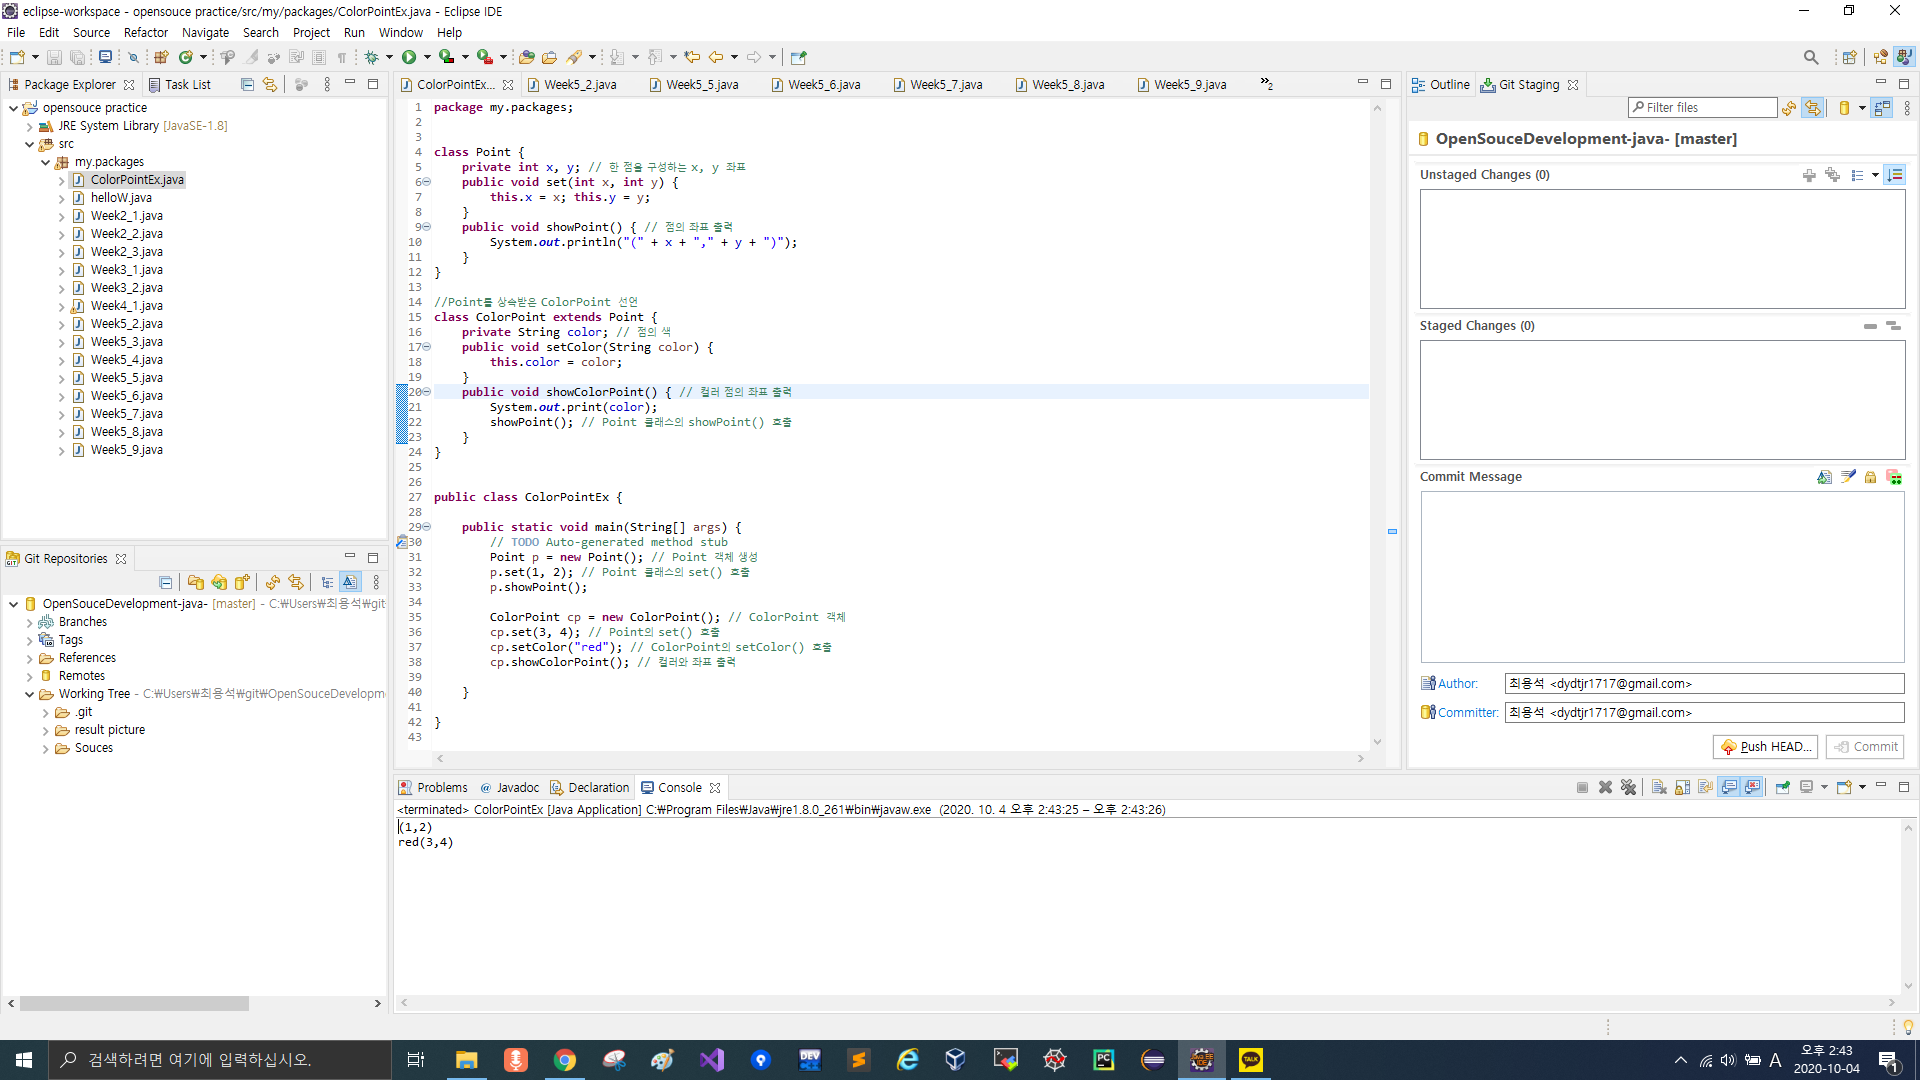 eclipse-workspace - opensouce practice/src/my/packages/ColorPointEx.java - Eclipse IDE
File Edit Source Refactor Navigate Search Project Run Window Help
Package Explorer Task List
opensouce practice
JRE System Library [JavaSE-1.8]
src
my.packages
ColorPointEx.java
helloW.java
Week2_1.java
Week2_2.java
Week2_3.java
Week3_1.java
Week3_2.java
Week4_1.java
Week5_2.java
Week5_3.java
Week5_4.java
Week5_5.java
Week5_6.java
Week5_7.java
Week5_8.java
Week5_9.java
Git Repositories
OpenSouceDevelopment-java- [master] - C:₩Users₩최용석₩git
Branches
Tags
References
Remotes
Working Tree - C:₩Users₩최용석₩git₩OpenSouceDevelopm
.git
result picture
Souces
ColorPointEx... Week5_2.java Week5_5.java Week5_6.java Week5_7.java Week5_8.java Week5_9.java »2
1 package my.packages;
2
3
4 class Point {
5 private int x, y; // 한 점을 구성하는 x, y 좌표
6 public void set(int x, int y) {
7 this.x = x; this.y = y;
8 }
9 public void showPoint() { // 점의 좌표 출력
10 System.out.println("(" + x + "," + y + ")");
11 }
12 }
13
14 //Point를 상속받은 ColorPoint 선언
15 class ColorPoint extends Point {
16 private String color; // 점의 색
17 public void setColor(String color) {
18 this.color = color;
19 }
20 public void showColorPoint() { // 컬러 점의 좌표 출력
21 System.out.print(color);
22 showPoint(); // Point 클래스의 showPoint() 호출
23 }
24 }
25
26
27 public class ColorPointEx {
28
29 public static void main(String[] args) {
30 // TODO Auto-generated method stub
31 Point p = new Point(); // Point 객체 생성
32 p.set(1, 2); // Point 클래스의 set() 호출
33 p.showPoint();
34
35 ColorPoint cp = new ColorPoint(); // ColorPoint 객체
36 cp.set(3, 4); // Point의 set() 호출
37 cp.setColor("red"); // ColorPoint의 setColor() 호출
38 cp.showColorPoint(); // 컬러와 좌표 출력
39
40 }
41
42 }
43
Outline Git Staging
Filter files
OpenSouceDevelopment-java- [master]
Unstaged Changes (0)
Staged Changes (0)
Commit Message
Author: 최용석 <dydtjr1717@gmail.com>
Committer: 최용석 <dydtjr1717@gmail.com>
Push HEAD... Commit
Problems @ Javadoc Declaration Console
<terminated> ColorPointEx [Java Application] C:₩Program Files₩Java₩jre1.8.0_261₩bin₩javaw.exe (2020. 10. 4 오후 2:43:25 – 오후 2:43:26)
(1,2)
red(3,4)
검색하려면 여기에 입력하십시오.
DEV
PC
TALK
A
오후 2:43
2020-10-04
1